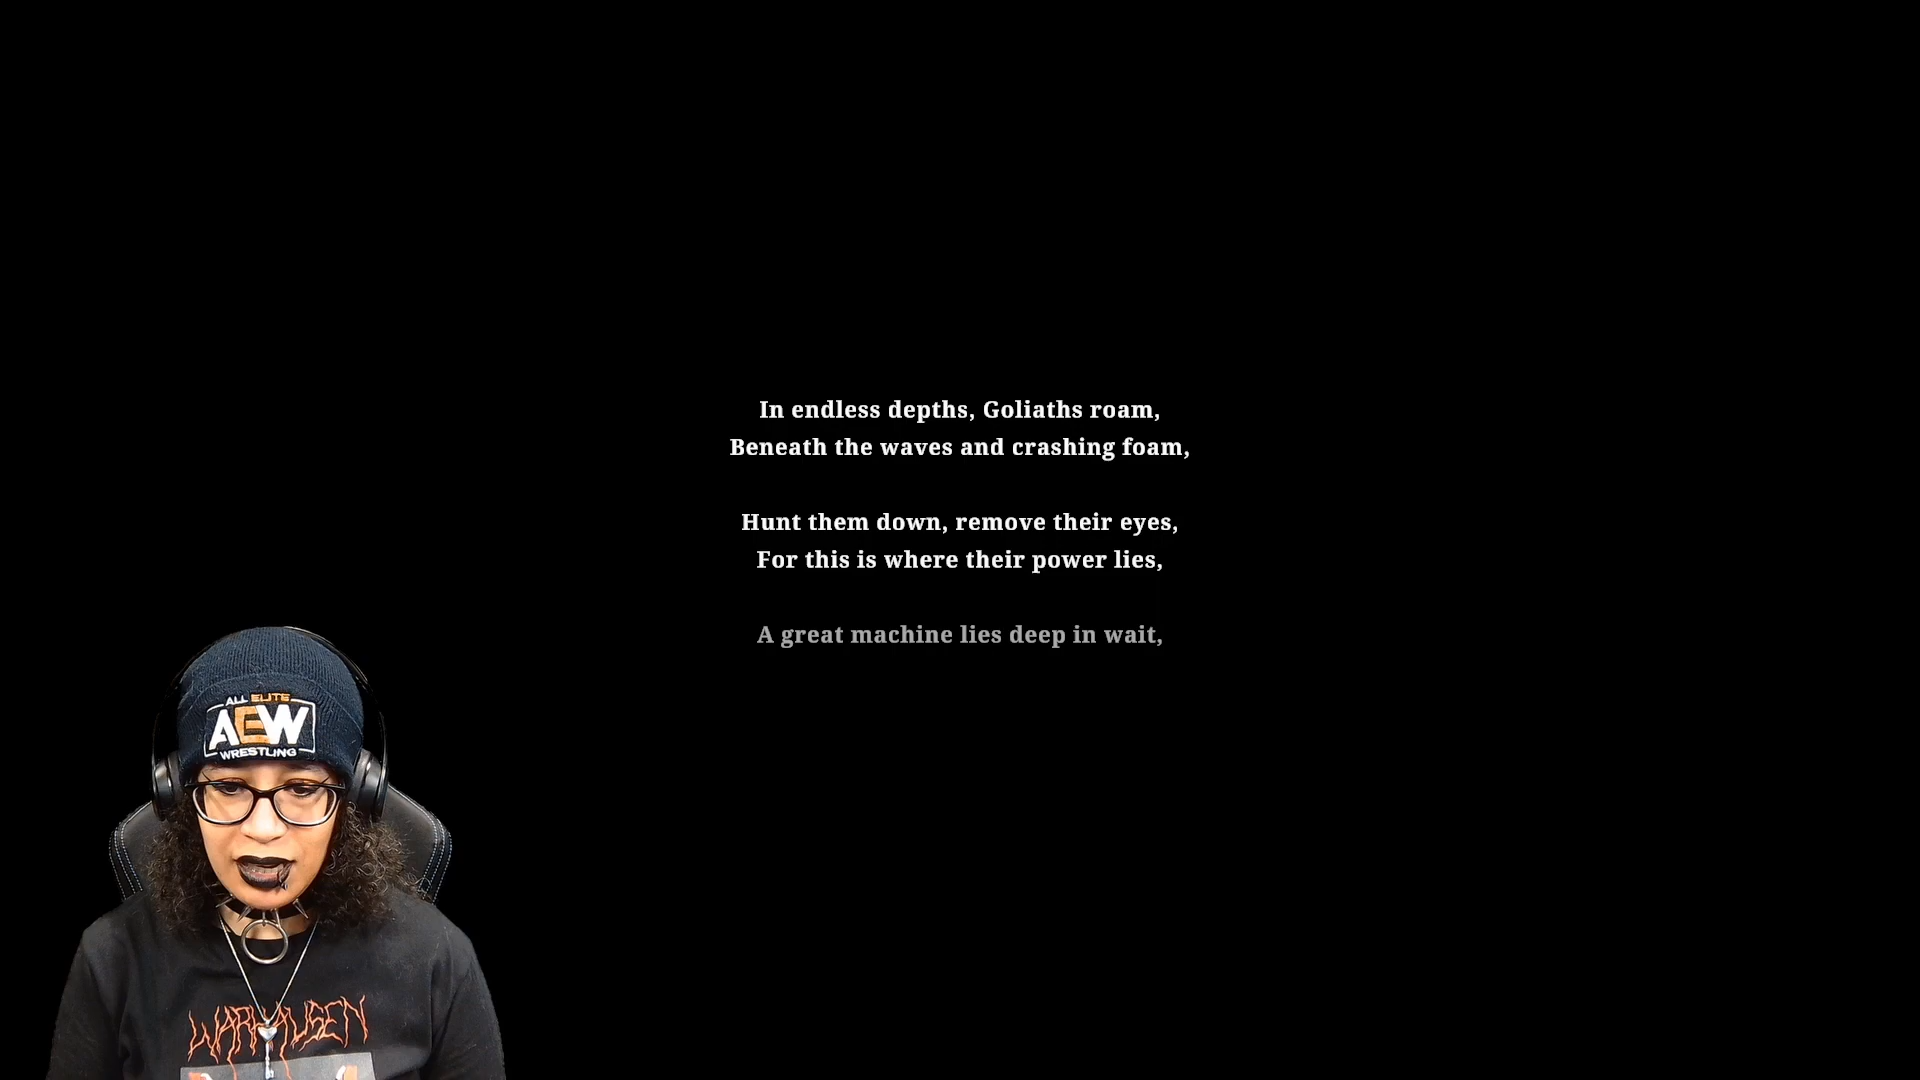 In endless depths, Goliaths roam,
Beneath the waves and crashing foam,
Hunt them down, remove their eyes,
For this is where their power lies,
A great machine lies deep in wait,
ALL ELITE
AEW
WRESTLING
WARHAUSEN